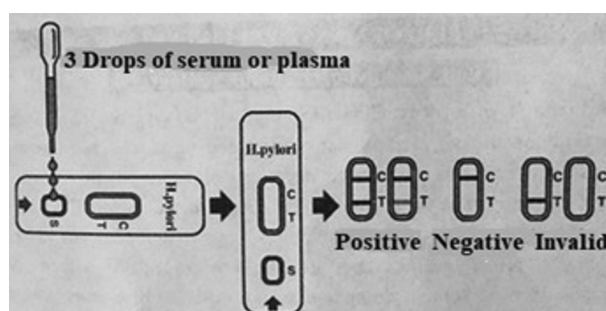 3 Drops of serum or plasma
H.pylori
S
T
C
H.pylori
C
T
S
C
T
C
T
C
T
C
T
Positive Negative Invalid